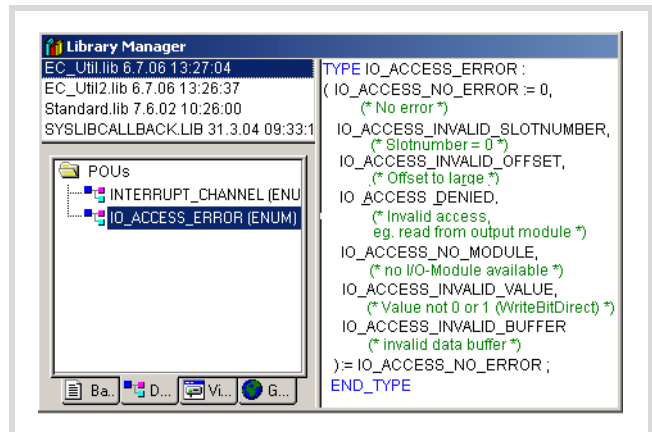 Library Manager
EC_Util.lib 6.7.06 13:27:04
EC_Util2.lib 6.7.06 13:26:37
Standard.lib 7.6.02 10:26:00
SYSLIBCALLBACK.LIB 31.3.04 09:33:1
POUs
INTERRUPT_CHANNEL (ENU
IO_ACCESS_ERROR (ENUM)
Ba..
D...
Vi...
G...
TYPE IO_ACCESS_ERROR :
( IO_ACCESS_NO_ERROR := 0,
(* No error *)
IO_ACCESS_INVALID_SLOTNUMBER,
(* Slotnumber = 0 *)
IO_ACCESS_INVALID_OFFSET,
(* Offset to large *)
IO_ACCESS_DENIED,
(* Invalid access,
eg. read from output module *)
IO_ACCESS_NO_MODULE,
(* no I/O-Module available *)
IO_ACCESS_INVALID_VALUE,
(* Value not 0 or 1 (WriteBitDirect) *)
IO_ACCESS_INVALID_BUFFER
(* invalid data buffer *)
) := IO_ACCESS_NO_ERROR ;
END_TYPE